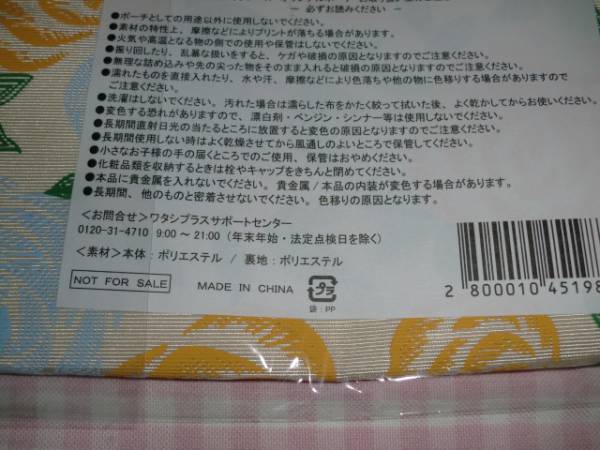 ― 必ずお読みください ―
●ポーチとしての用途以外に使用しないでください。
●素材の特性上、摩擦などによりプリントが落ちる場合があります。
●火気や高温となる物の側での使用や保管はしないでください。
●振り回したり、乱暴な扱いをすると、ケガや破損の原因となりますのでご注意ください。
●無理な詰め込みや先の尖った物をそのまま入れると破損の原因となりますのでご注意ください。
●濡れたものを直接入れたり、水や汗、摩擦などにより色落ちや他の物に色移りする場合がありますので
ご注意ください。
●洗濯はしないでください。汚れた場合は濡らした布をかたく絞って拭いた後、よく乾かしてからお使いください。
●変色する恐れがありますので、漂白剤・ベンジン・シンナー等は使用しないでください。
●長期間直射日光の当たるところに放置すると変色の原因となりますのでご注意ください。
●長期間使用しない時はよく乾燥させてから風通しのよいところで保管してください。
●小さなお子様の手の届くところでのご使用、保管はおやめください。
●化粧品類を収納するときは栓やキャップをきちんと閉めてください。
●本品に貴金属を入れないでください。貴金属/本品の内装が変色する場合があります。
●長期間、他のものと密着させないでください。色移りの原因となります。
<お問合せ>ワタシプラスサポートセンター
0120-31-4710 9:00～21:00（年末年始・法定点検日を除く）
<素材>本体：ポリエステル / 裏地：ポリエステル
NOT FOR SALE MADE IN CHINA プラ
袋：PP
2 800010 45198